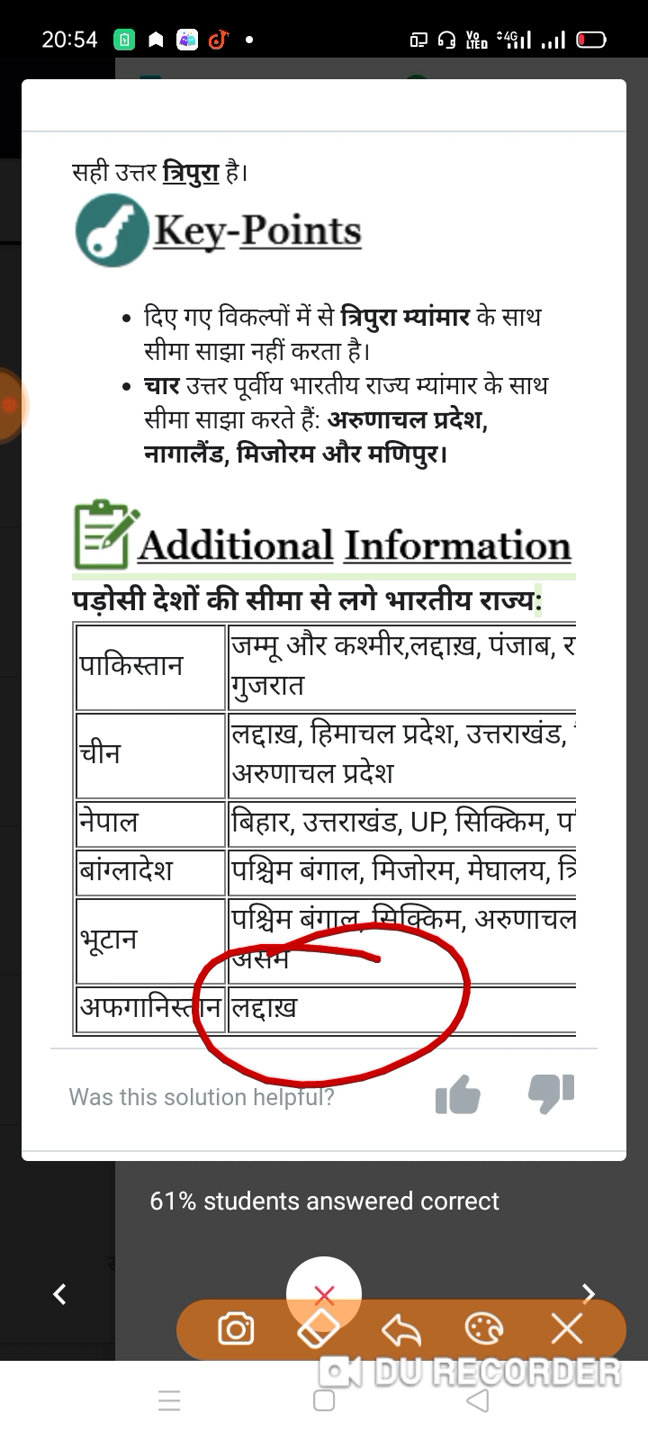 20:54
Vo LTED 4G
सही उत्तर त्रिपुरा है।
Key-Points
• दिए गए विकल्पों में से त्रिपुरा म्यांमार के साथ
सीमा साझा नहीं करता है।
• चार उत्तर पूर्वीय भारतीय राज्य म्यांमार के साथ
सीमा साझा करते हैं: अरुणाचल प्रदेश,
नागालैंड, मिजोरम और मणिपुर।
Additional Information
पड़ोसी देशों की सीमा से लगे भारतीय राज्य:
पाकिस्तान जम्मू और कश्मीर,लद्दाख़, पंजाब, र
गुजरात
चीन लद्दाख़, हिमाचल प्रदेश, उत्तराखंड,
अरुणाचल प्रदेश
नेपाल बिहार, उत्तराखंड, UP, सिक्किम, प
बांग्लादेश पश्चिम बंगाल, मिजोरम, मेघालय, त्रि
भूटान पश्चिम बंगाल, सिक्किम, अरुणाचल
असम
अफगानिस्तान लद्दाख़
Was this solution helpful?
61% students answered correct
DU RECORDER